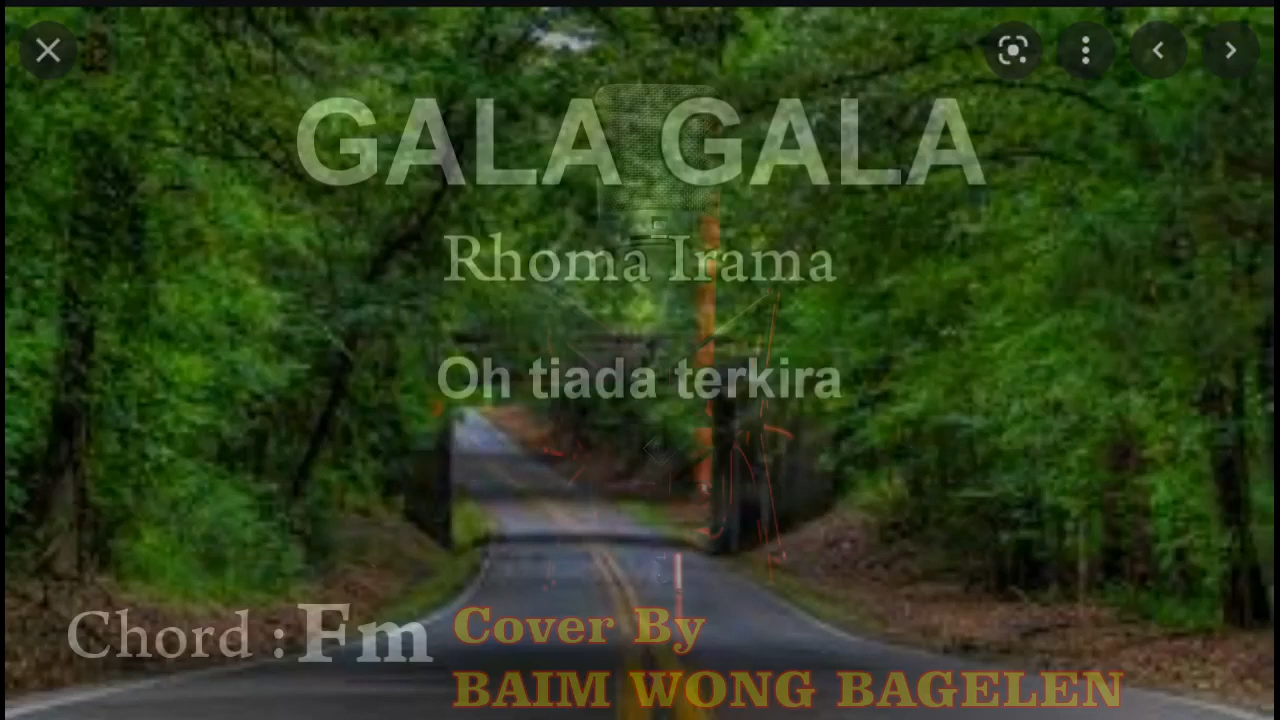 GALA GALA
Rhoma Irama
Oh tiada terkira
Chord : Fm
Cover By
BAIM WONG BAGELEN